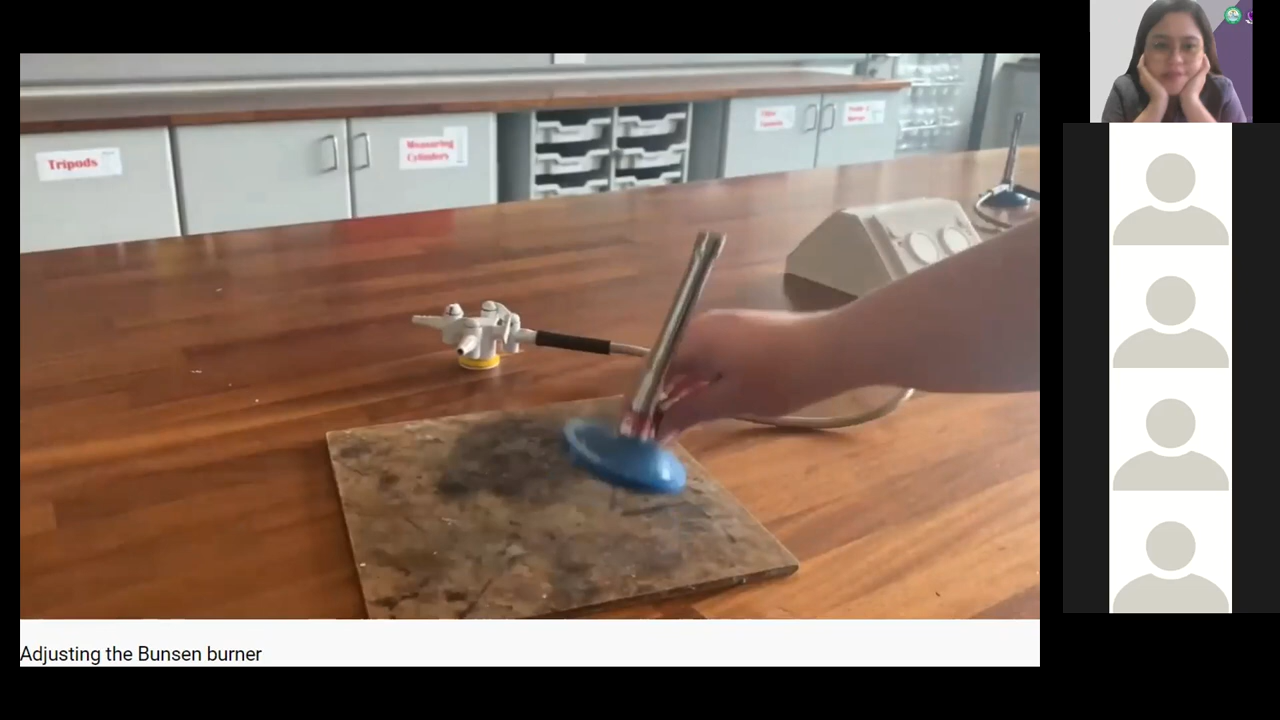 Tripods
Measuring
Cylinders
Adjusting the Bunsen burner